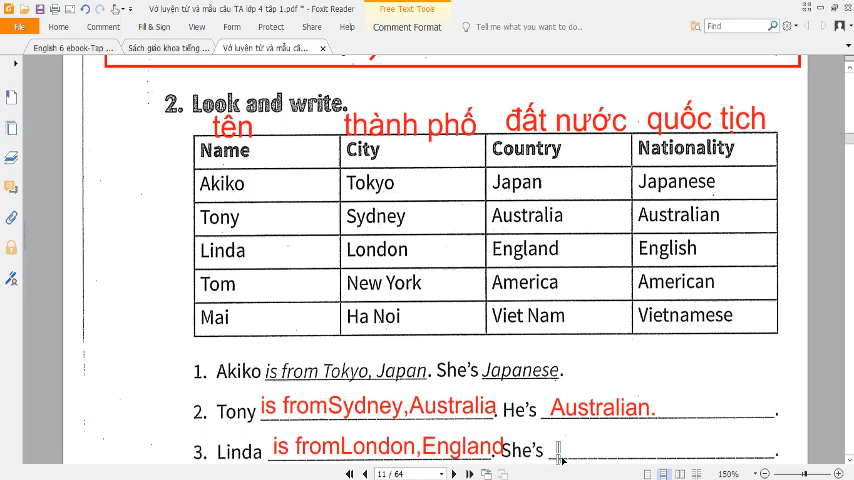 Vở luyện từ và mẫu câu TA lớp 4 tập 1.pdf * - Foxit Reader
Free Text Tools
File Home Comment Fill & Sign View Form Protect Share Help Comment Format Tell me what you want to do.. Find
English 6 ebook-Tap ... Sách giáo khoa tiếng ... Vở luyện từ và mẫu câ...
2. Look and write.
tên thành phố đất nước quốc tịch
Name City Country Nationality
Akiko Tokyo Japan Japanese
Tony Sydney Australia Australian
Linda London England English
Tom New York America American
Mai Ha Noi Viet Nam Vietnamese
1. Akiko is from Tokyo, Japan. She's Japanese.
2. Tony is fromSydney,Australia. He's Australian. .
3. Linda is fromLondon,England. She's .
11 / 64 150%